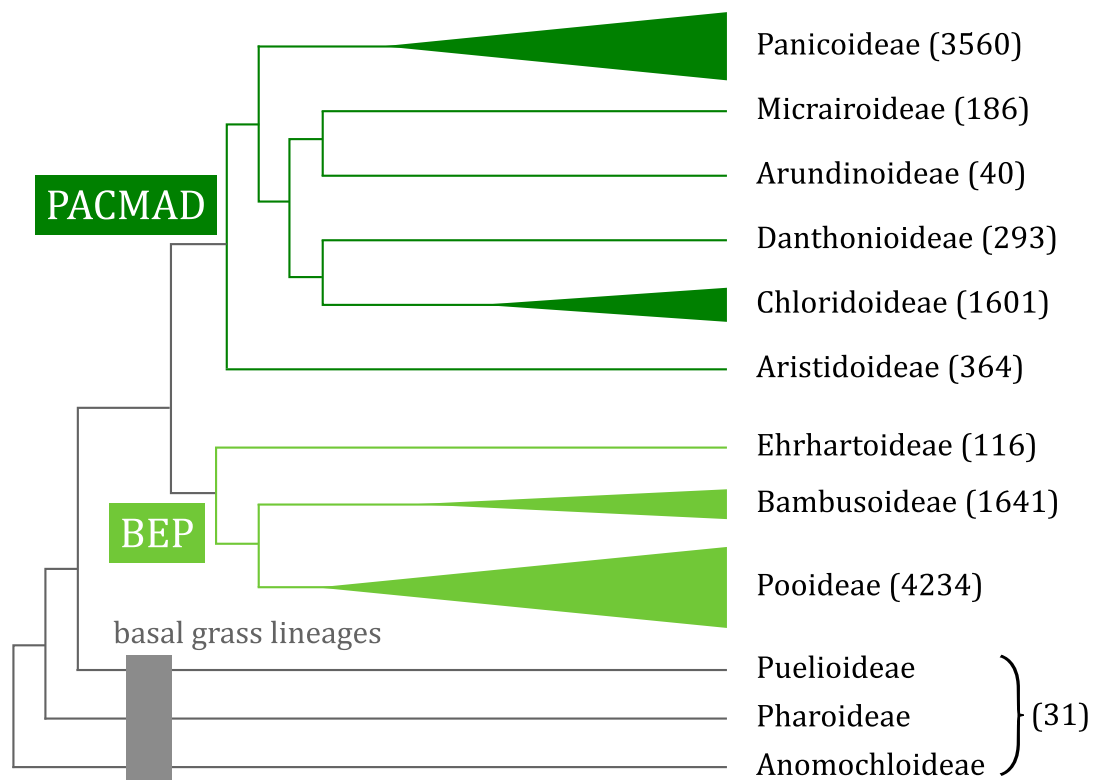 Panicoideae (3560)
Micrairoideae (186)
Arundinoideae (40)
PACMAD
Danthonioideae (293)
Chloridoideae (1601)
Aristidoideae (364)
Ehrhartoideae (116)
Bambusoideae (1641)
BEP
Pooideae (4234)
basal grass lineages
Puelioideae
Pharoideae
(31)
Anomochloideae